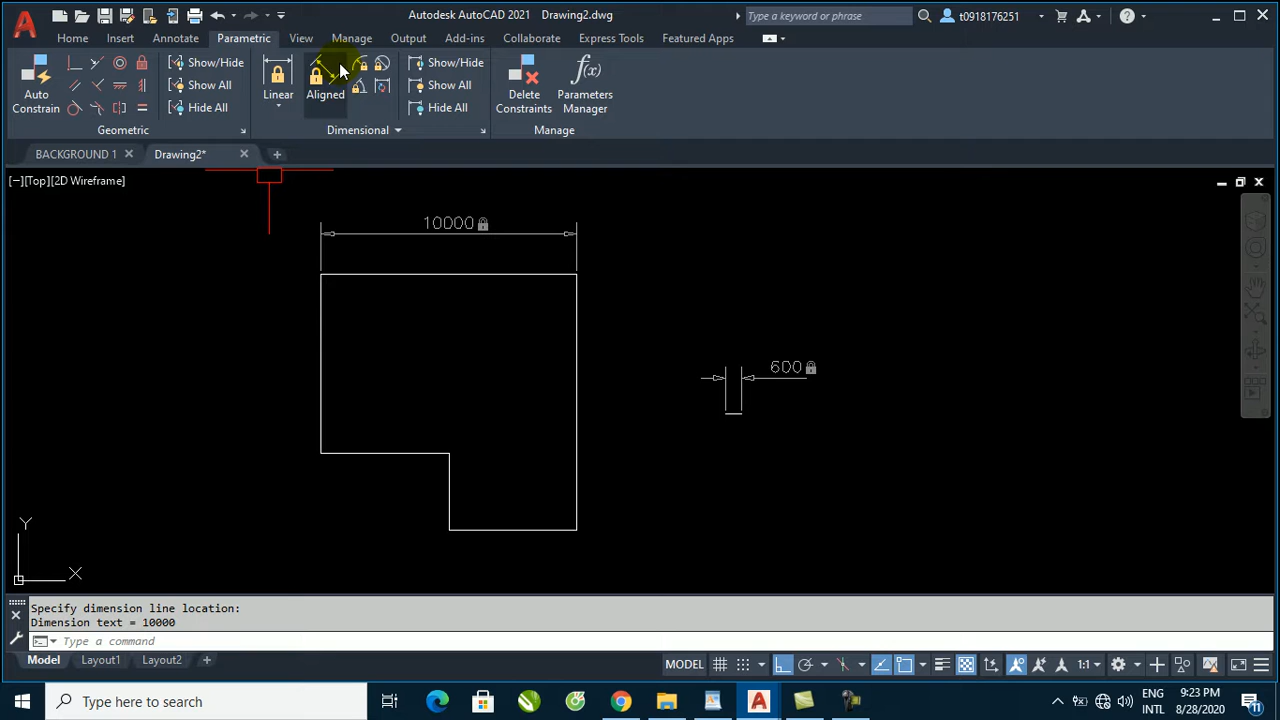 Autodesk AutoCAD 2021 Drawing2.dwg
Type a keyword or phrase
t0918176251
Home Insert Annotate Parametric View Manage Output Add-ins Collaborate Express Tools Featured Apps
Auto Constrain
Show/Hide
Show All
Hide All
Geometric
Linear
Aligned
Show/Hide
Show All
Hide All
Dimensional
Delete Constraints
Parameters Manager
Manage
BACKGROUND 1
Drawing2*
[−][Top][2D Wireframe]
10000
600
Y
X
Specify dimension line location:
Dimension text = 10000
Type a command
Model Layout1 Layout2
MODEL
1:1
Type here to search
ENG
INTL
9:23 PM
8/28/2020
11